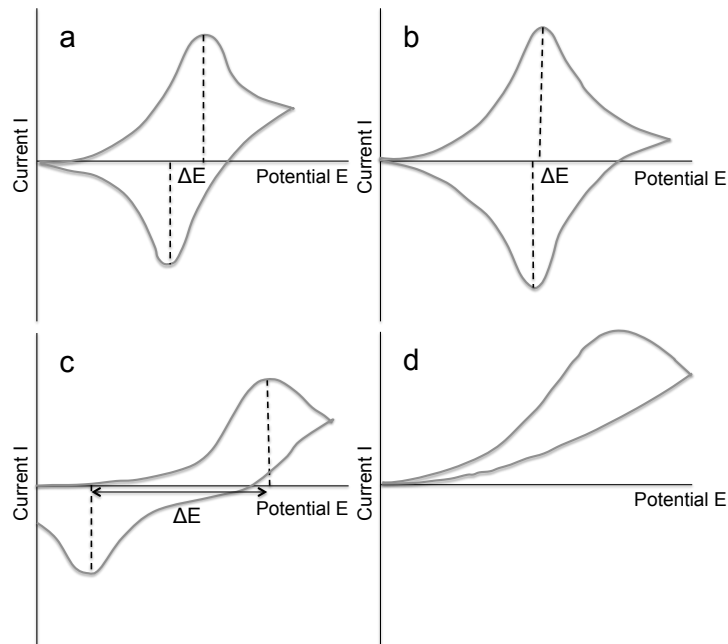 a
Current I
ΔE
Potential E
b
Current I
ΔE
Potential E
c
Current I
ΔE
Potential E
d
Current I
Potential E